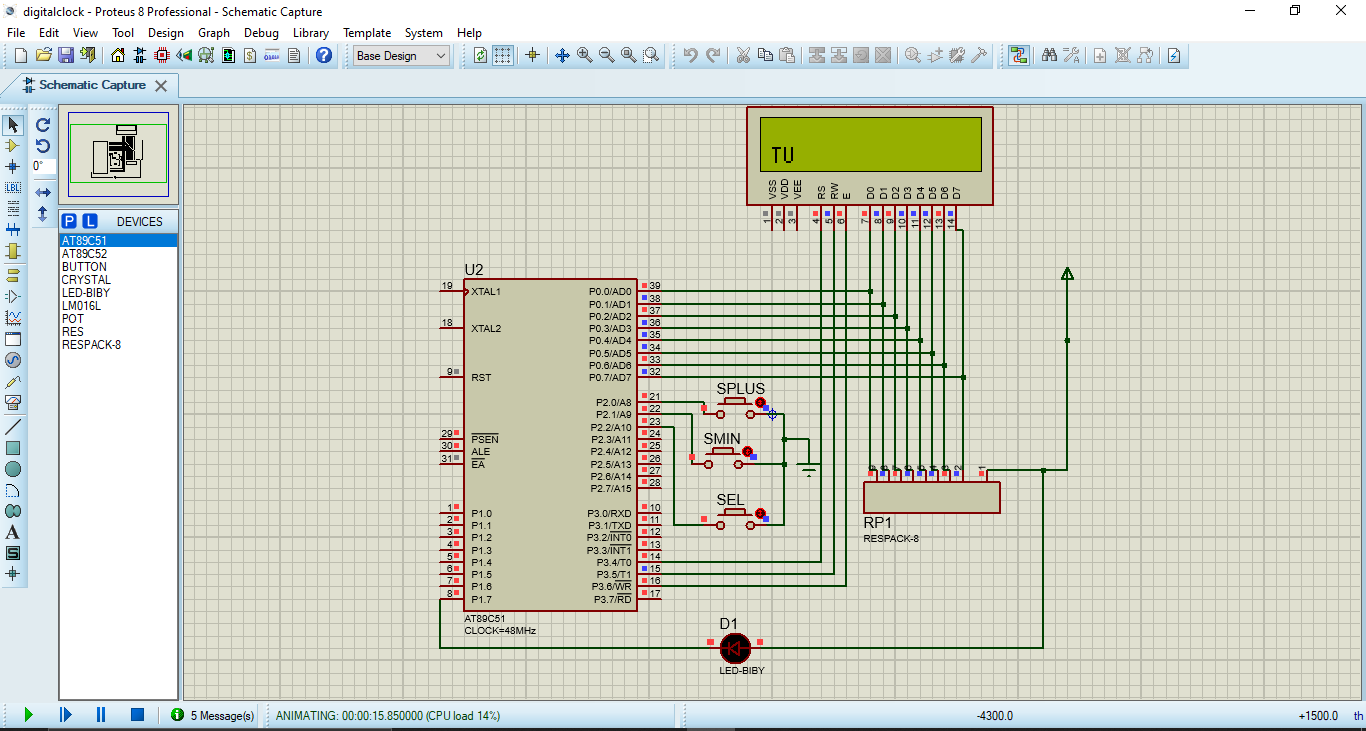 digitalclock - Proteus 8 Professional - Schematic Capture
File Edit View Tool Design Graph Debug Library Template System Help
Base Design
Schematic Capture
0°
LBL
P L DEVICES
AT89C51
AT89C52
BUTTON
CRYSTAL
LED-BIBY
LM016L
POT
RES
RESPACK-8
A
S
TU
VSS VDD VEE RS RW E D0 D1 D2 D3 D4 D5 D6 D7
1 2 3 4 5 6 7 8 9 10 11 12 13 14
U2
19 XTAL1 P0.0/AD0 39
P0.1/AD1 38
P0.2/AD2 37
18 XTAL2 P0.3/AD3 36
P0.4/AD4 35
P0.5/AD5 34
P0.6/AD6 33
9 RST P0.7/AD7 32
P2.0/A8 21
P2.1/A9 22
P2.2/A10 23
29 PSEN P2.3/A11 24
30 ALE P2.4/A12 25
31 EA P2.5/A13 26
P2.6/A14 27
P2.7/A15 28
1 P1.0 P3.0/RXD 10
2 P1.1 P3.1/TXD 11
3 P1.2 P3.2/INT0 12
4 P1.3 P3.3/INT1 13
5 P1.4 P3.4/T0 14
6 P1.5 P3.5/T1 15
7 P1.6 P3.6/WR 16
8 P1.7 P3.7/RD 17
AT89C51
CLOCK=48MHz
SPLUS
SMIN
SEL
9 8 7 6 5 4 3 2 1
RP1
RESPACK-8
D1
LED-BIBY
5 Message(s) ANIMATING: 00:00:15.850000 (CPU load 14%) -4300.0 +1500.0 th